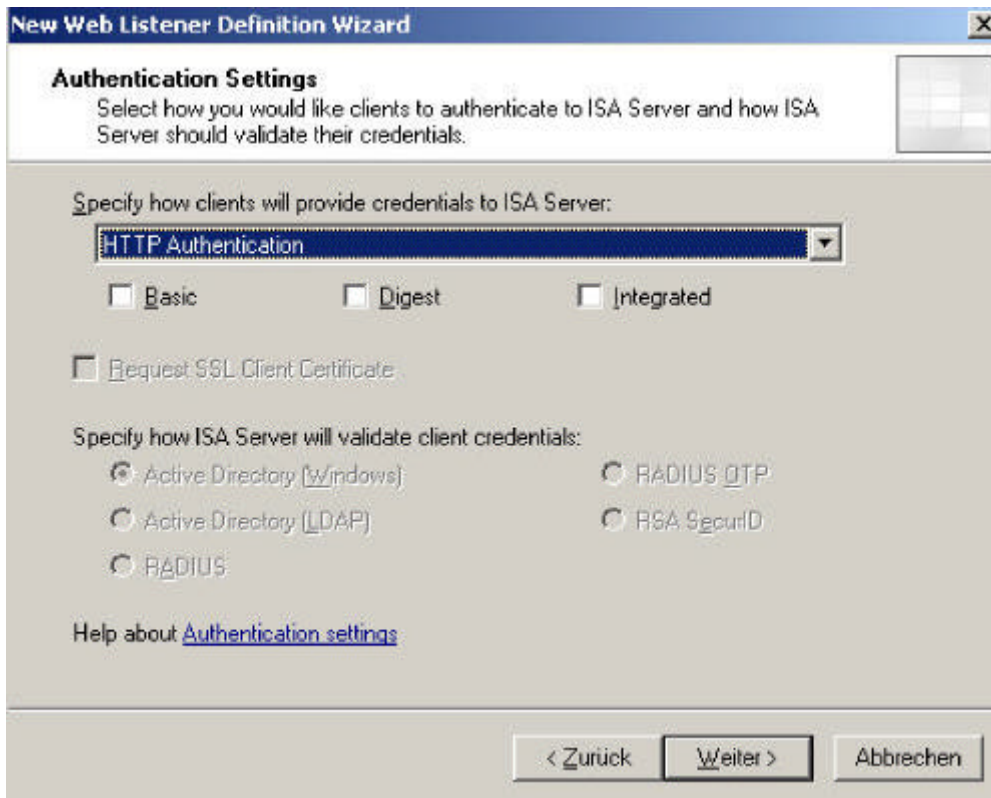 New Web Listener Definition Wizard
Authentication Settings
Select how you would like clients to authenticate to ISA Server and how ISA
Server should validate their credentials.
Specify how clients will provide credentials to ISA Server:
HTTP Authentication
Basic Digest Integrated
Request SSL Client Certificate
Specify how ISA Server will validate client credentials:
Active Directory (Windows) RADIUS OTP
Active Directory (LDAP) RSA SecurID
RADIUS
Help about Authentication settings
< Zurück Weiter > Abbrechen